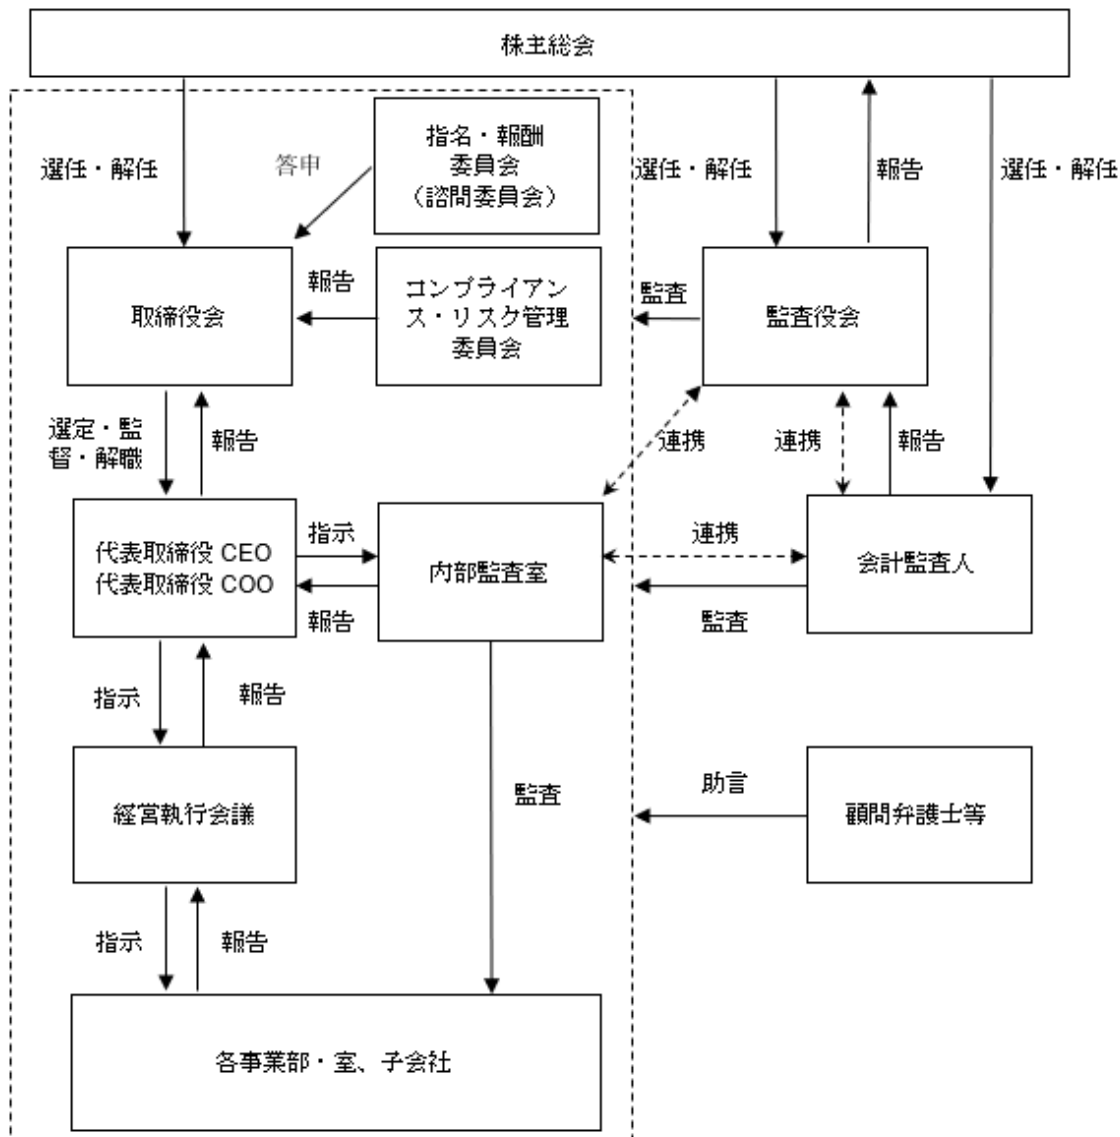 株主総会
選任・解任
答申
指名・報酬
委員会
（諮問委員会）
選任・解任
報告
選任・解任
取締役会
報告
コンプライアン
ス・リスク管理
委員会
監査
監査役会
選定・監
督・解職
報告
連携
連携
報告
代表取締役 CEO
代表取締役 COO
指示
報告
内部監査室
連携
監査
会計監査人
指示
報告
監査
経営執行会議
助言
顧問弁護士等
指示
報告
各事業部・室、子会社